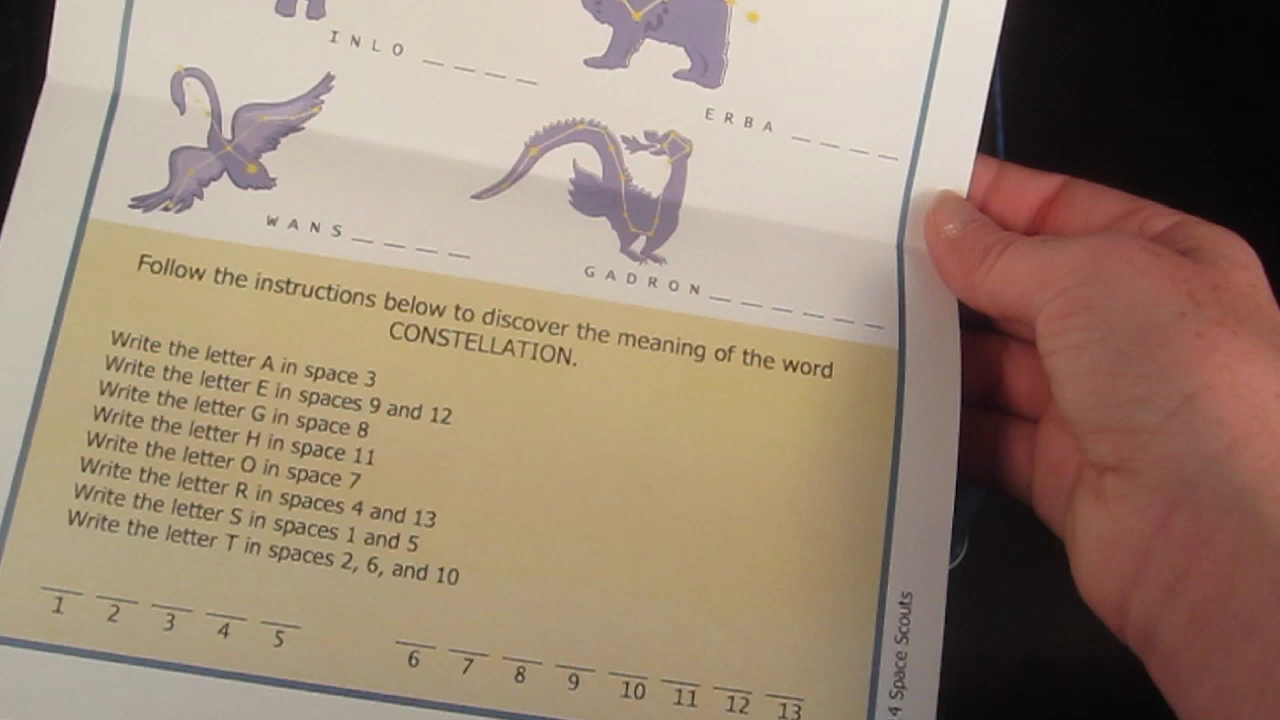 INLO _ _ _ _
ERBA _ _ _ _
WANS _ _ _ _
GADRON _ _ _ _ _ _
Follow the instructions below to discover the meaning of the word
CONSTELLATION.
Write the letter A in space 3
Write the letter E in spaces 9 and 12
Write the letter G in space 8
Write the letter H in space 11
Write the letter O in space 7
Write the letter R in spaces 4 and 13
Write the letter S in spaces 1 and 5
Write the letter T in spaces 2, 6, and 10
1 2 3 4 5 6 7 8 9 10 11 12 13
4 Space Scouts